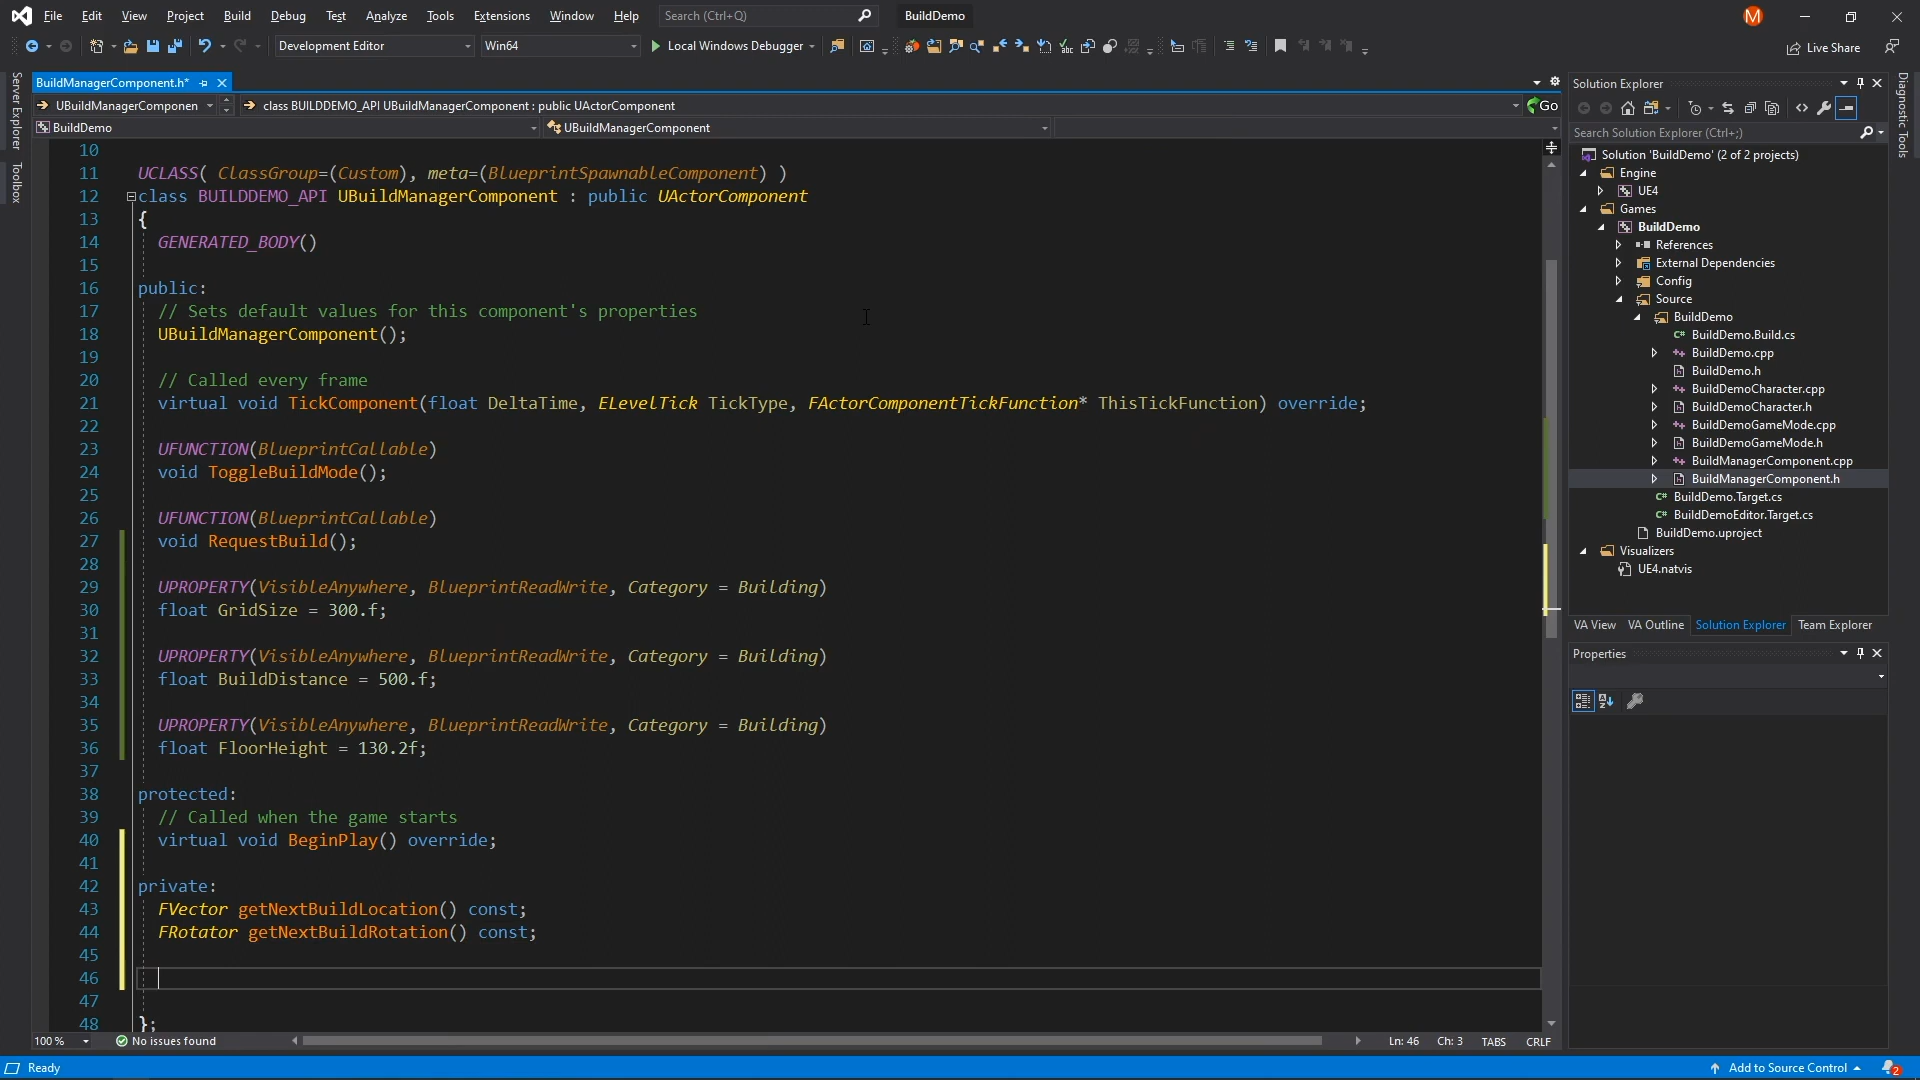 File Edit View Project Build Debug Test Analyze Tools Extensions Window Help Search (Ctrl+Q) BuildDemo M
Development Editor Win64 Local Windows Debugger Live Share
Server Explorer
Toolbox
BuildManagerComponent.h*
UBuildManagerComponen class BUILDDEMO_API UBuildManagerComponent : public UActorComponent Go
BuildDemo UBuildManagerComponent
10
11 UCLASS( ClassGroup=(Custom), meta=(BlueprintSpawnableComponent) )
12 class BUILDDEMO_API UBuildManagerComponent : public UActorComponent
13 {
14 GENERATED_BODY()
15
16 public:
17 // Sets default values for this component's properties
18 UBuildManagerComponent();
19
20 // Called every frame
21 virtual void TickComponent(float DeltaTime, ELevelTick TickType, FActorComponentTickFunction* ThisTickFunction) override;
22
23 UFUNCTION(BlueprintCallable)
24 void ToggleBuildMode();
25
26 UFUNCTION(BlueprintCallable)
27 void RequestBuild();
28
29 UPROPERTY(VisibleAnywhere, BlueprintReadWrite, Category = Building)
30 float GridSize = 300.f;
31
32 UPROPERTY(VisibleAnywhere, BlueprintReadWrite, Category = Building)
33 float BuildDistance = 500.f;
34
35 UPROPERTY(VisibleAnywhere, BlueprintReadWrite, Category = Building)
36 float FloorHeight = 130.2f;
37
38 protected:
39 // Called when the game starts
40 virtual void BeginPlay() override;
41
42 private:
43 FVector getNextBuildLocation() const;
44 FRotator getNextBuildRotation() const;
45
46
47
48 };
100 % No issues found Ln: 46 Ch: 3 TABS CRLF
Ready Add to Source Control 2
Solution Explorer
Search Solution Explorer (Ctrl+;)
Solution 'BuildDemo' (2 of 2 projects)
Engine
UE4
Games
BuildDemo
References
External Dependencies
Config
Source
BuildDemo
BuildDemo.Build.cs
BuildDemo.cpp
BuildDemo.h
BuildDemoCharacter.cpp
BuildDemoCharacter.h
BuildDemoGameMode.cpp
BuildDemoGameMode.h
BuildManagerComponent.cpp
BuildManagerComponent.h
BuildDemo.Target.cs
BuildDemoEditor.Target.cs
BuildDemo.uproject
Visualizers
UE4.natvis
VA View VA Outline Solution Explorer Team Explorer
Properties
Diagnostic Tools